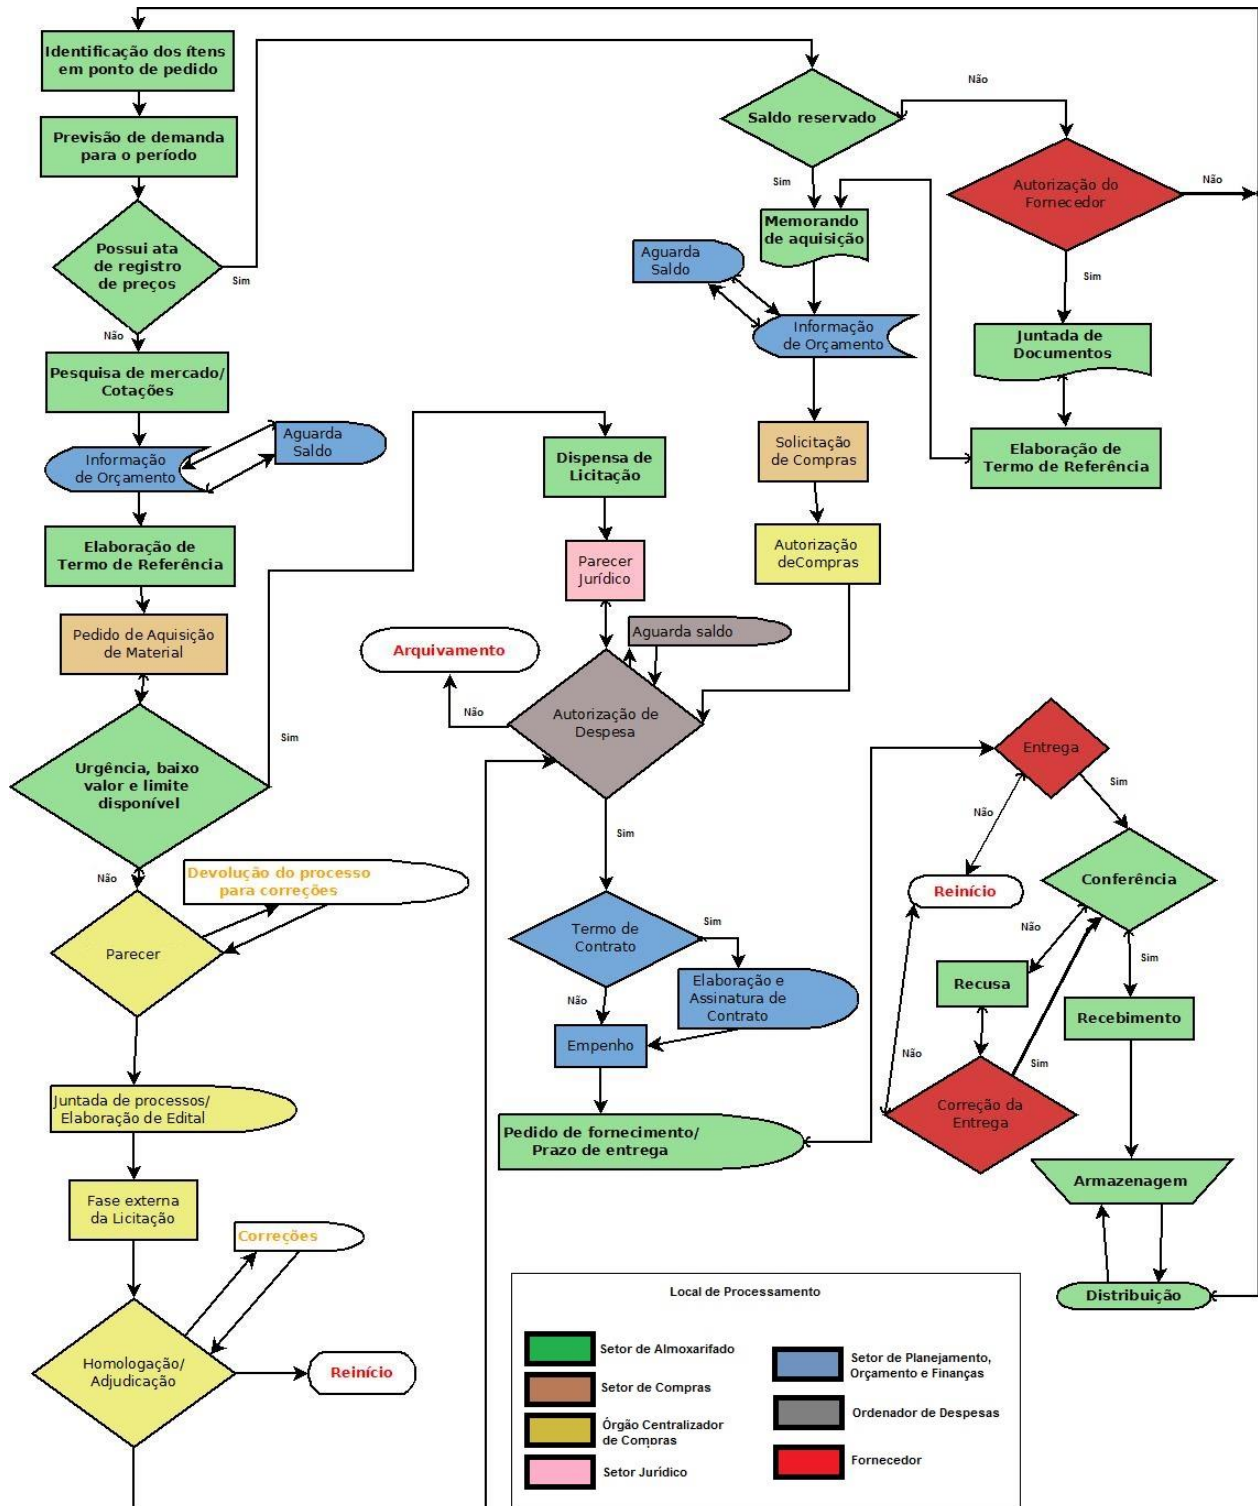 Identificação dos ítens
em ponto de pedido
Previsão de demanda
para o período
Possui ata
de registro
de preços
Sim
Não
Pesquisa de mercado/
Cotações
Informação
de Orçamento
Aguarda
Saldo
Elaboração de
Termo de Referência
Pedido de Aquisição
de Material
Urgência, baixo
valor e limite
disponível
Sim
Não
Devolução do processo
para correções
Parecer
Juntada de processos/
Elaboração de Edital
Fase externa
da Licitação
Correções
Homologação/
Adjudicação
Reinício
Dispensa de
Licitação
Parecer
Jurídico
Aguarda saldo
Arquivamento
Não
Autorização de
Despesa
Sim
Termo de
Contrato
Sim
Não
Elaboração e
Assinatura de
Contrato
Empenho
Pedido de fornecimento/
Prazo de entrega
Saldo reservado
Não
Sim
Memorando
de aquisição
Aguarda
Saldo
Informação
de Orçamento
Solicitação
de Compras
Autorização
deCompras
Autorização do
Fornecedor
Não
Sim
Juntada de
Documentos
Elaboração de
Termo de Referência
Entrega
Sim
Não
Reinício
Conferência
Não
Sim
Recusa
Recebimento
Não
Sim
Correção da
Entrega
Armazenagem
Distribuição
Local de Processamento
Setor de Almoxarifado
Setor de Compras
Órgão Centralizador
de Compras
Setor Jurídico
Setor de Planejamento,
Orçamento e Finanças
Ordenador de Despesas
Fornecedor